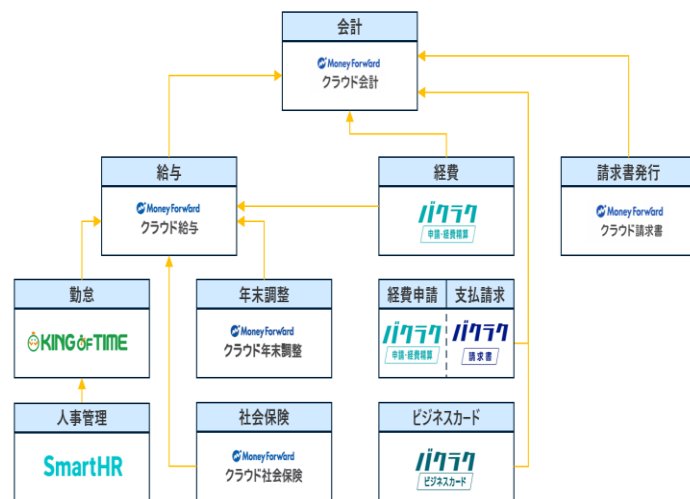 会計
Money Forward
クラウド会計
給与
Money Forward
クラウド給与
経費
バクラク
申請・経費精算
請求書発行
Money Forward
クラウド請求書
勤怠
KING OF TIME
年末調整
Money Forward
クラウド年末調整
経費申請
バクラク
申請・経費精算
支払請求
バクラク
請求書
人事管理
SmartHR
社会保険
Money Forward
クラウド社会保険
ビジネスカード
バクラク
ビジネスカード